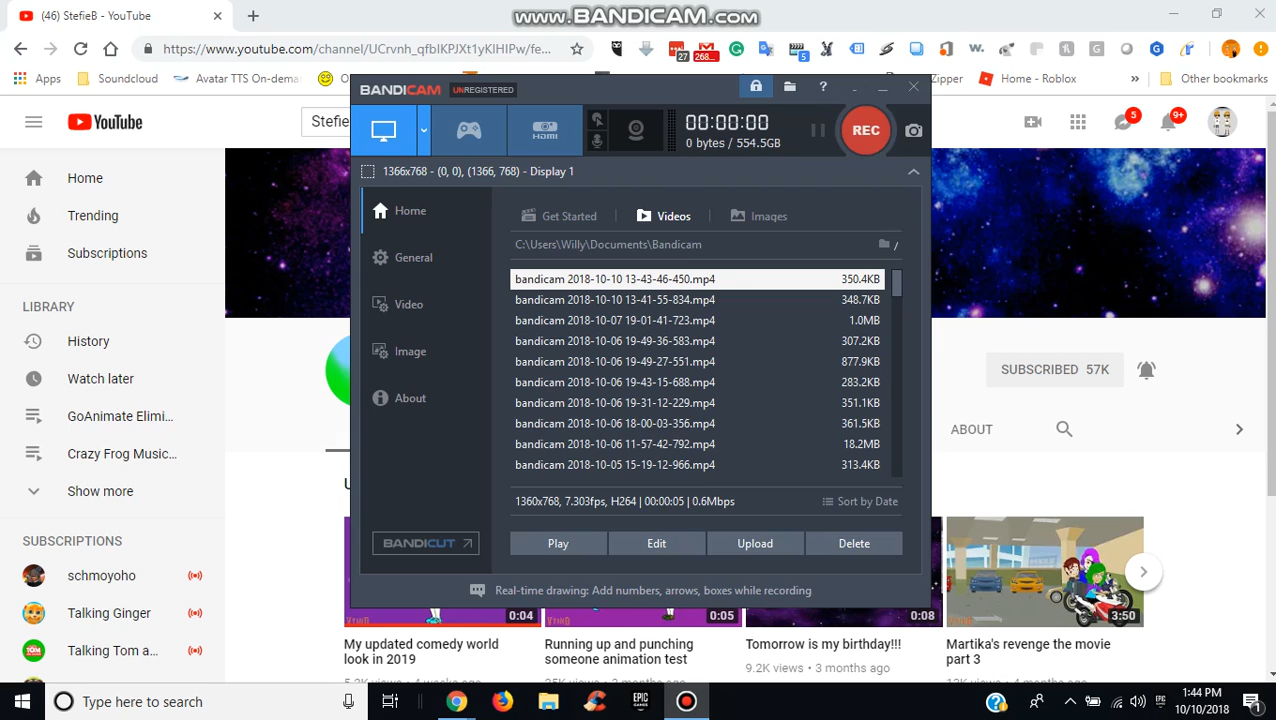 (46) StefieB - YouTube
www.BANDICAM.com
https://www.youtube.com/channel/UCrvnh_qfbIKPJXt1yKIHIPw/fe...
27
268...
5
Apps
Soundcloud
Avatar TTS On-dema
Zipper
Home - Roblox
»
Other bookmarks
YouTube
Stefie
5
9+
Home
Trending
Subscriptions
LIBRARY
History
Watch later
GoAnimate Elimi...
Crazy Frog Music...
Show more
SUBSCRIPTIONS
schmoyoho
Talking Ginger
Talking Tom a...
BANDICAM UNREGISTERED
HDMI
00:00:00
0 bytes / 554.5GB
REC
1366x768 - (0, 0), (1366, 768) - Display 1
Home
General
Video
Image
About
BANDICUT
Get Started
Videos
Images
C:\Users\Willy\Documents\Bandicam
/
bandicam 2018-10-10 13-43-46-450.mp4 350.4KB
bandicam 2018-10-10 13-41-55-834.mp4 348.7KB
bandicam 2018-10-07 19-01-41-723.mp4 1.0MB
bandicam 2018-10-06 19-49-36-583.mp4 307.2KB
bandicam 2018-10-06 19-49-27-551.mp4 877.9KB
bandicam 2018-10-06 19-43-15-688.mp4 283.2KB
bandicam 2018-10-06 19-31-12-229.mp4 351.1KB
bandicam 2018-10-06 18-00-03-356.mp4 361.5KB
bandicam 2018-10-06 11-57-42-792.mp4 18.2MB
bandicam 2018-10-05 15-19-12-966.mp4 313.4KB
1360x768, 7.303fps, H264 | 00:00:05 | 0.6Mbps
Sort by Date
Play
Edit
Upload
Delete
Real-time drawing: Add numbers, arrows, boxes while recording
SUBSCRIBED 57K
ABOUT
0:04
0:05
0:08
3:50
My updated comedy world
look in 2019
Running up and punching
someone animation test
Tomorrow is my birthday!!!
9.2K views • 3 months ago
Martika's revenge the movie
part 3
Type here to search
EPIC
GAMES
1:44 PM
10/10/2018
1